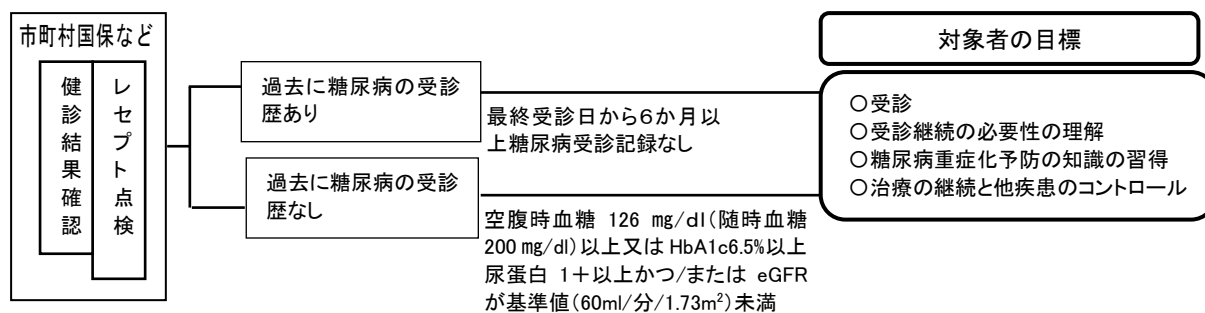 市町村国保など
健診結果確認
レセプト点検
過去に糖尿病の受診
歴あり
過去に糖尿病の受診
歴なし
最終受診日から6か月以
上糖尿病受診記録なし
空腹時血糖 126 mg/dl(随時血糖
200 mg/dl)以上又は HbA1c6.5%以上
尿蛋白 1+以上かつ/または eGFR
が基準値(60ml/分/1.73m²)未満
対象者の目標
○受診
○受診継続の必要性の理解
○糖尿病重症化予防の知識の習得
○治療の継続と他疾患のコントロール